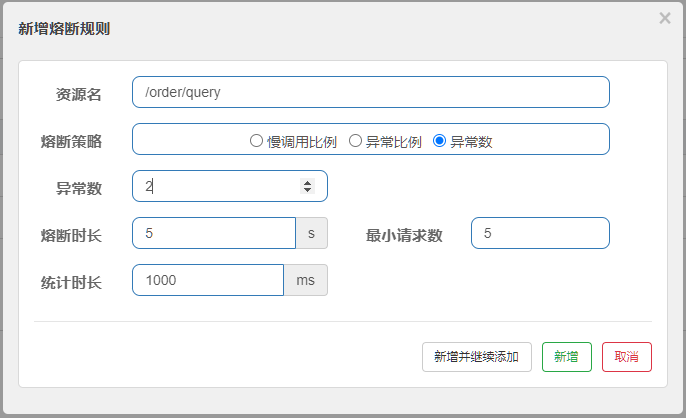 新增熔断规则 ×
资源名 /order/query
熔断策略 慢调用比例 异常比例 异常数
异常数 2
熔断时长 5 s 最小请求数 5
统计时长 1000 ms
新增并继续添加 新增 取消